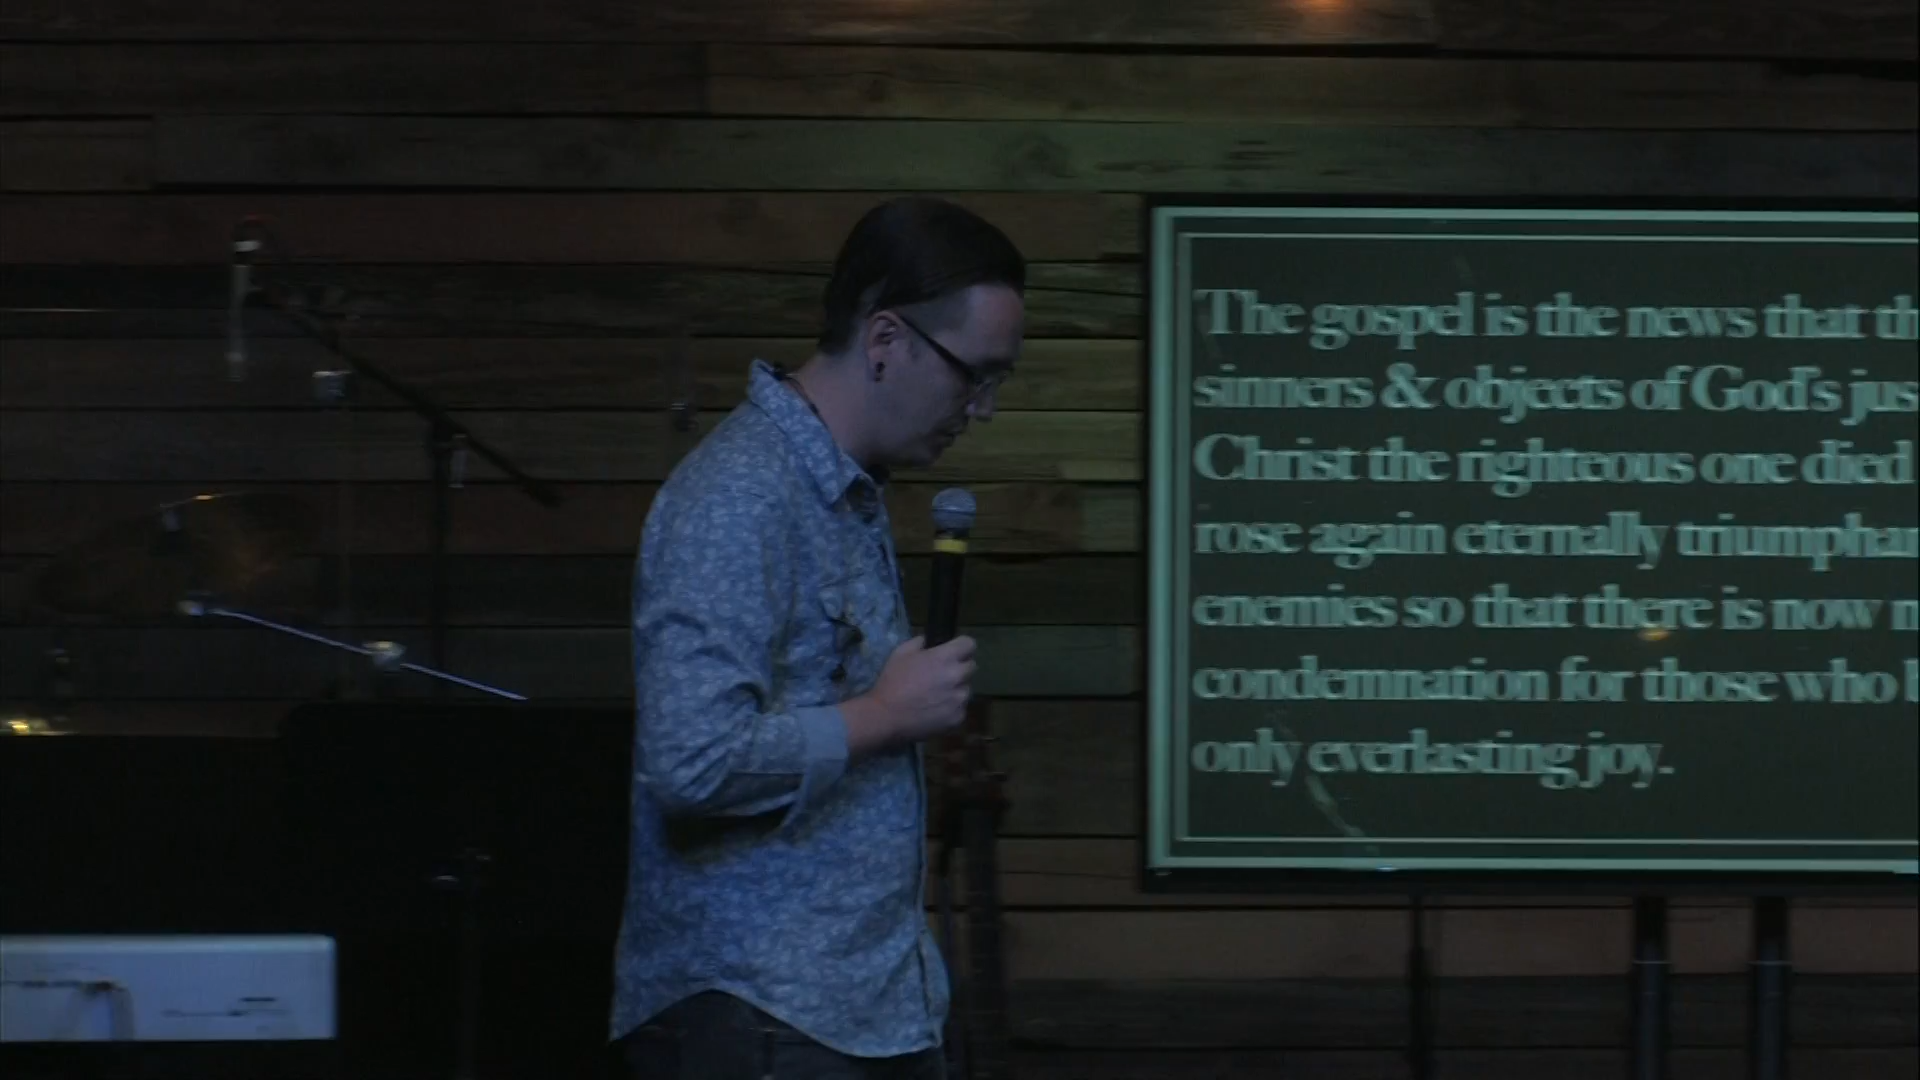 The gospel is the news that th
sinners & objects of God's jus
Christ the righteous one died
rose again eternally triumphan
enemies so that there is now n
condemnation for those who b
only everlasting joy.